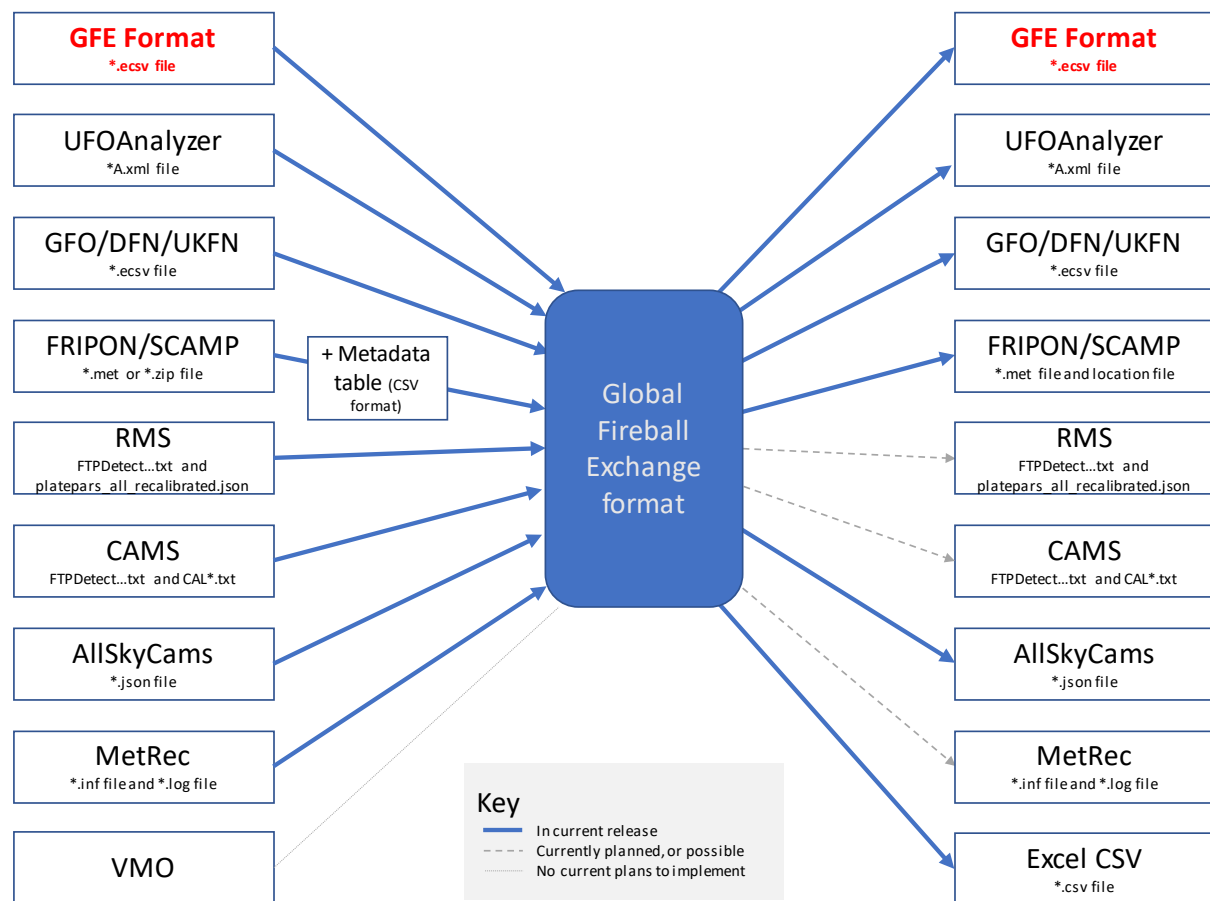 GFE Format
*.ecsv file
UFOAnalyzer
*A.xml file
GFO/DFN/UKFN
*.ecsv file
FRIPON/SCAMP
*.met or *.zip file
+ Metadata
table (CSV
format)
RMS
FTPDetect...txt and
platepars_all_recalibrated.json
CAMS
FTPDetect...txt and CAL*.txt
AllSkyCams
*.json file
MetRec
*.inf file and *.log file
VMO
Global
Fireball
Exchange
format
GFE Format
*.ecsv file
UFOAnalyzer
*A.xml file
GFO/DFN/UKFN
*.ecsv file
FRIPON/SCAMP
*.met file and location file
RMS
FTPDetect...txt and
platepars_all_recalibrated.json
CAMS
FTPDetect...txt and CAL*.txt
AllSkyCams
*.json file
MetRec
*.inf file and *.log file
Excel CSV
*.csv file
Key
In current release
Currently planned, or possible
No current plans to implement